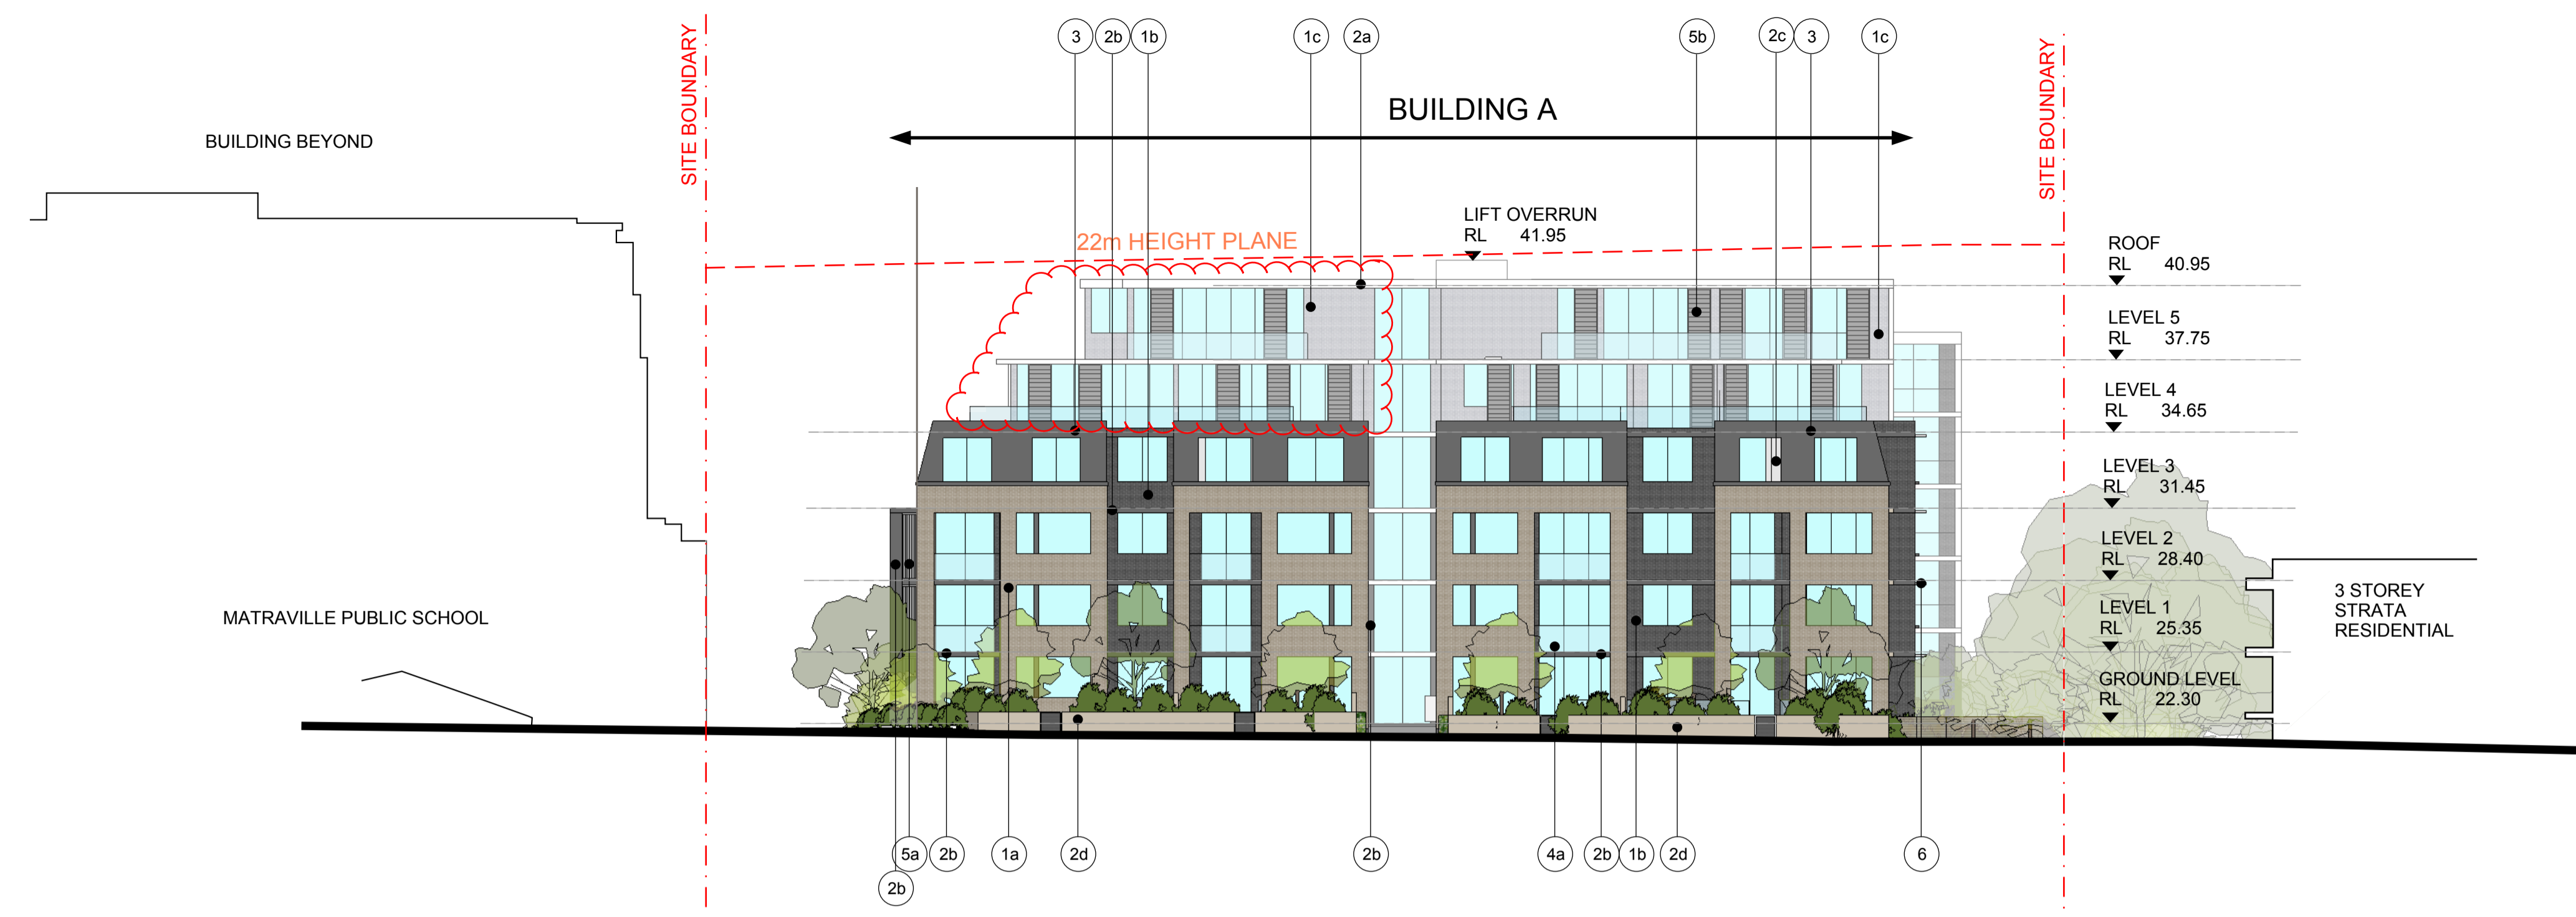 3 2b 1b 1c 2a 5b 2c 3 1c
SITE BOUNDARY
SITE BOUNDARY
BUILDING A
BUILDING BEYOND
LIFT OVERRUN
RL 41.95
22m HEIGHT PLANE
ROOF
RL 40.95
LEVEL 5
RL 37.75
LEVEL 4
RL 34.65
LEVEL 3
RL 31.45
LEVEL 2
RL 28.40
LEVEL 1
RL 25.35
GROUND LEVEL
RL 22.30
MATRAVILLE PUBLIC SCHOOL
3 STOREY
STRATA
RESIDENTIAL
5a 2b 1a 2d 2b 4a 2b 1b 2d 6
2b